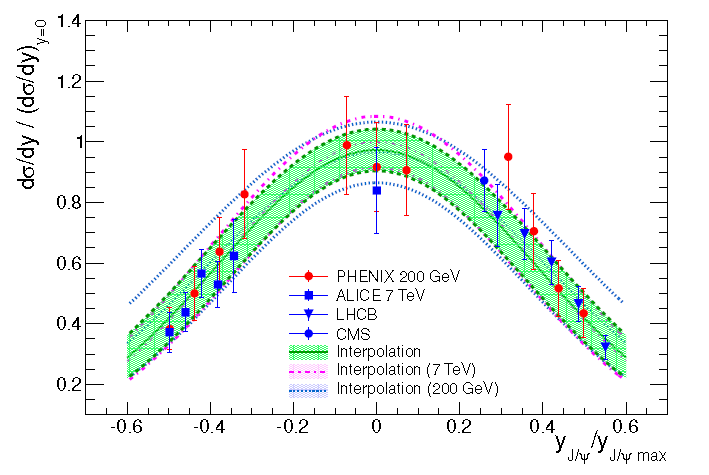 dσ/dy / (dσ/dy)y=0
1.4
1.2
1
0.8
0.6
0.4
0.2
PHENIX 200 GeV
ALICE 7 TeV
LHCB
CMS
Interpolation
Interpolation (7 TeV)
Interpolation (200 GeV)
-0.6 -0.4 -0.2 0 0.2 0.4 0.6
yJ/ψ/yJ/ψ max